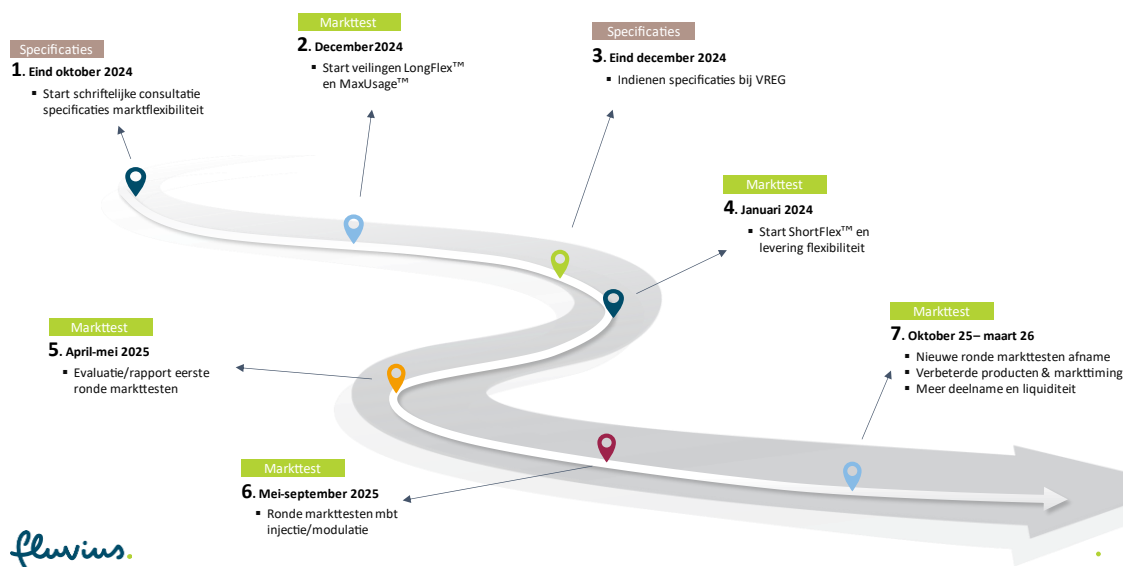 Specificaties
1. Eind oktober 2024
▪ Start schriftelijke consultatie
specificaties marktflexibiliteit
Markttest
2. December 2024
▪ Start veilingen LongFlex™
en MaxUsage™
Specificaties
3. Eind december 2024
▪ Indienen specificaties bij VREG
Markttest
4. Januari 2024
▪ Start ShortFlex™ en
levering flexibiliteit
Markttest
5. April-mei 2025
▪ Evaluatie/rapport eerste
ronde markttesten
Markttest
6. Mei-september 2025
▪ Ronde markttesten mbt
injectie/modulatie
Markttest
7. Oktober 25– maart 26
▪ Nieuwe ronde markttesten afname
▪ Verbeterde producten & markttiming
▪ Meer deelname en liquiditeit
fluvius.